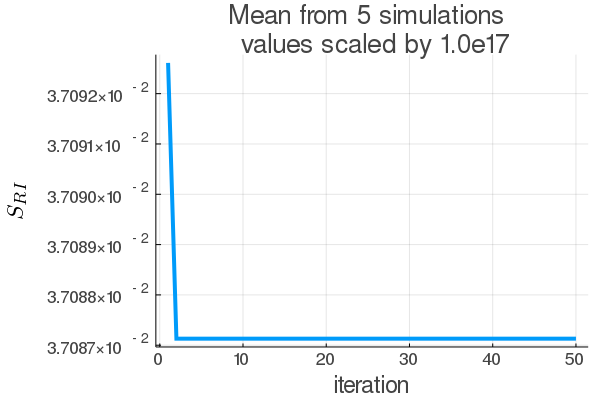 Mean from 5 simulations
values scaled by 1.0e17
S_{RI}
3.7092×10^{-2}
3.7091×10^{-2}
3.7090×10^{-2}
3.7089×10^{-2}
3.7088×10^{-2}
3.7087×10^{-2}
0 10 20 30 40 50
iteration